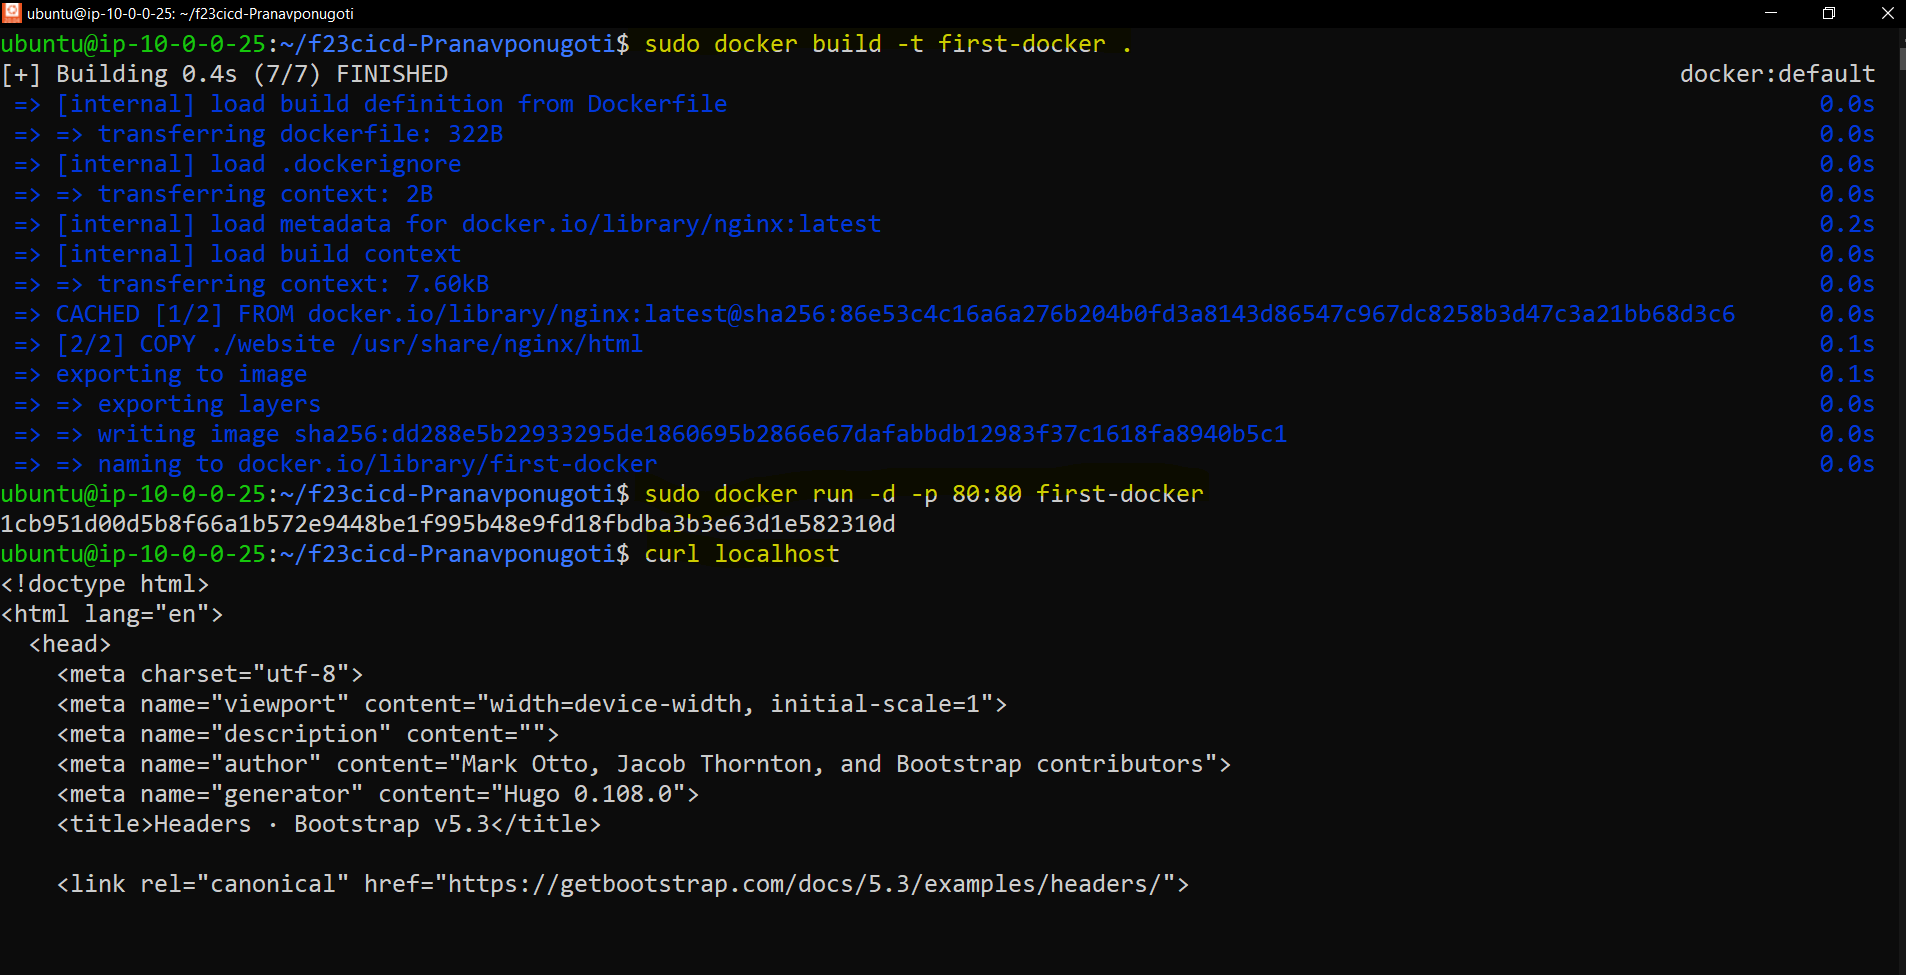 ubuntu@ip-10-0-0-25: ~/f23cicd-Pranavponugoti
ubuntu@ip-10-0-0-25:~/f23cicd-Pranavponugoti$ sudo docker build -t first-docker .
[+] Building 0.4s (7/7) FINISHED docker:default
=> [internal] load build definition from Dockerfile 0.0s
=> => transferring dockerfile: 322B 0.0s
=> [internal] load .dockerignore 0.0s
=> => transferring context: 2B 0.0s
=> [internal] load metadata for docker.io/library/nginx:latest 0.2s
=> [internal] load build context 0.0s
=> => transferring context: 7.60kB 0.0s
=> CACHED [1/2] FROM docker.io/library/nginx:latest@sha256:86e53c4c16a6a276b204b0fd3a8143d86547c967dc8258b3d47c3a21bb68d3c6 0.0s
=> [2/2] COPY ./website /usr/share/nginx/html 0.1s
=> exporting to image 0.1s
=> => exporting layers 0.0s
=> => writing image sha256:dd288e5b22933295de1860695b2866e67dafabbdb12983f37c1618fa8940b5c1 0.0s
=> => naming to docker.io/library/first-docker 0.0s
ubuntu@ip-10-0-0-25:~/f23cicd-Pranavponugoti$ sudo docker run -d -p 80:80 first-docker
1cb951d00d5b8f66a1b572e9448be1f995b48e9fd18fbdba3b3e63d1e582310d
ubuntu@ip-10-0-0-25:~/f23cicd-Pranavponugoti$ curl localhost
<!doctype html>
<html lang="en">
  <head>
    <meta charset="utf-8">
    <meta name="viewport" content="width=device-width, initial-scale=1">
    <meta name="description" content="">
    <meta name="author" content="Mark Otto, Jacob Thornton, and Bootstrap contributors">
    <meta name="generator" content="Hugo 0.108.0">
    <title>Headers · Bootstrap v5.3</title>
    <link rel="canonical" href="https://getbootstrap.com/docs/5.3/examples/headers/">